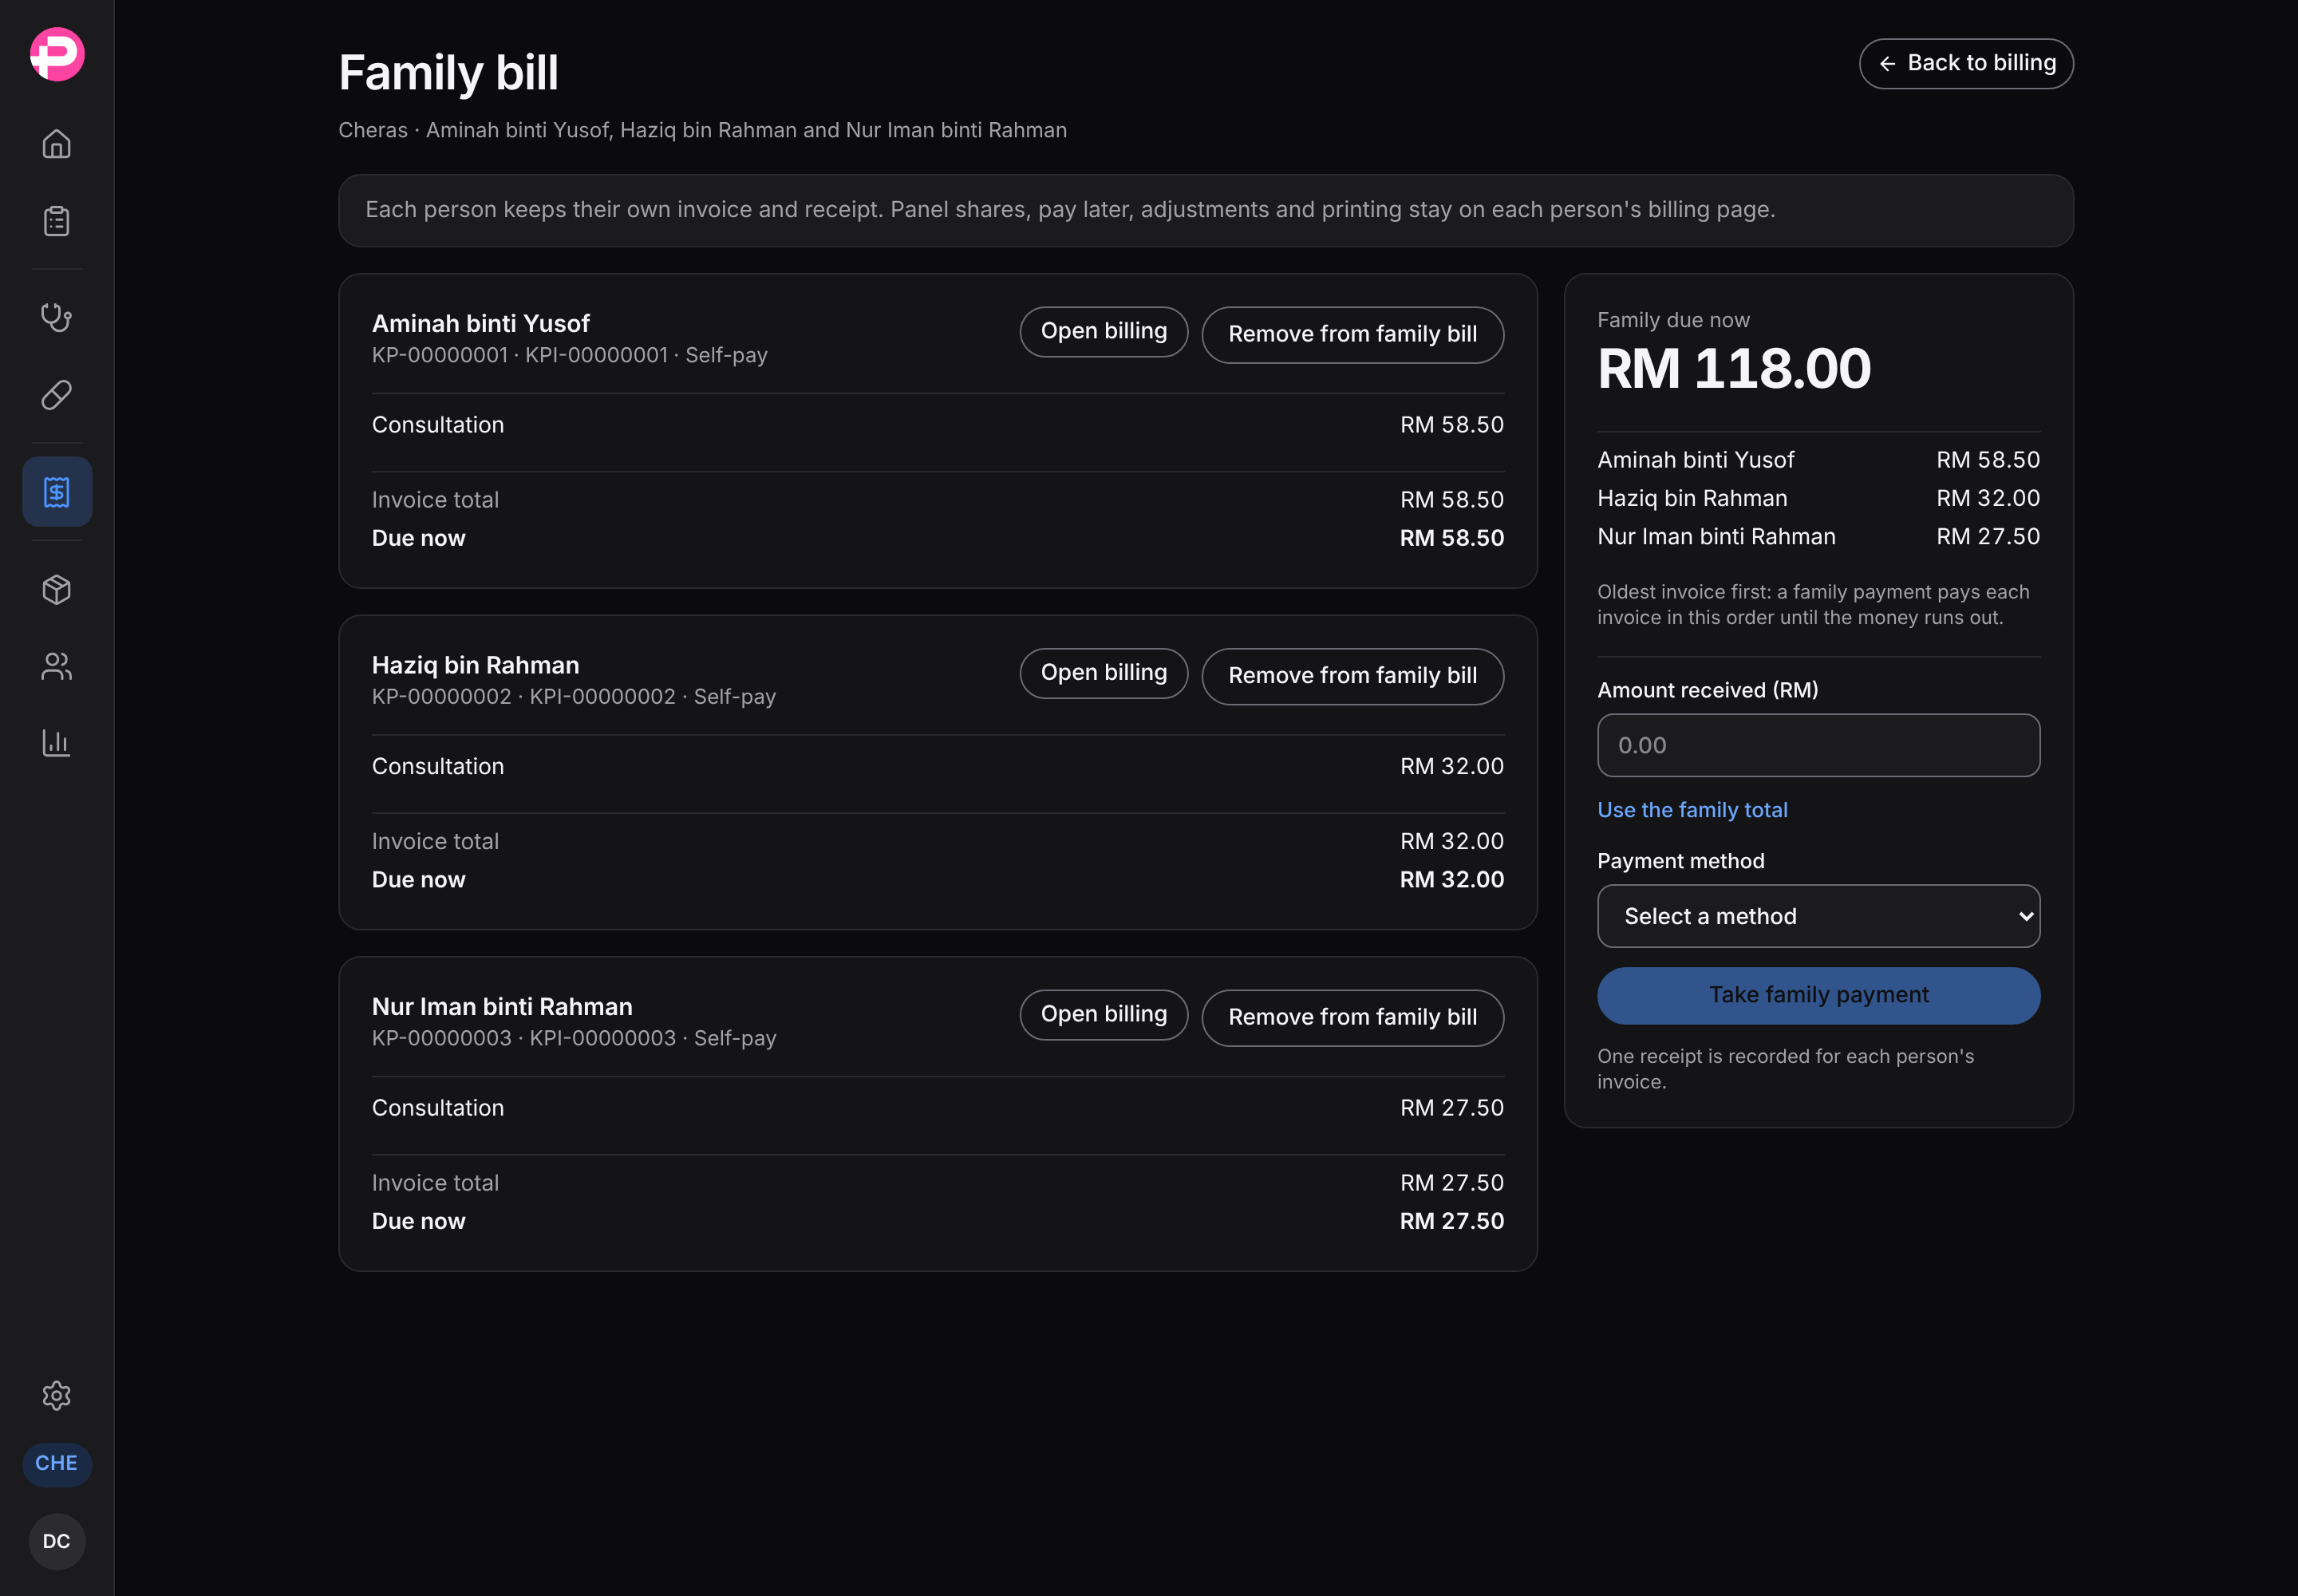 Family bill
← Back to billing
Cheras · Aminah binti Yusof, Haziq bin Rahman and Nur Iman binti Rahman
Each person keeps their own invoice and receipt. Panel shares, pay later, adjustments and printing stay on each person's billing page.
Aminah binti Yusof
KP-00000001 · KPI-00000001 · Self-pay
Open billing
Remove from family bill
Consultation RM 58.50
Invoice total RM 58.50
Due now RM 58.50
Haziq bin Rahman
KP-00000002 · KPI-00000002 · Self-pay
Open billing
Remove from family bill
Consultation RM 32.00
Invoice total RM 32.00
Due now RM 32.00
Nur Iman binti Rahman
KP-00000003 · KPI-00000003 · Self-pay
Open billing
Remove from family bill
Consultation RM 27.50
Invoice total RM 27.50
Due now RM 27.50
Family due now
RM 118.00
Aminah binti Yusof RM 58.50
Haziq bin Rahman RM 32.00
Nur Iman binti Rahman RM 27.50
Oldest invoice first: a family payment pays each
invoice in this order until the money runs out.
Amount received (RM)
0.00
Use the family total
Payment method
Select a method
Take family payment
One receipt is recorded for each person's
invoice.
CHE
DC